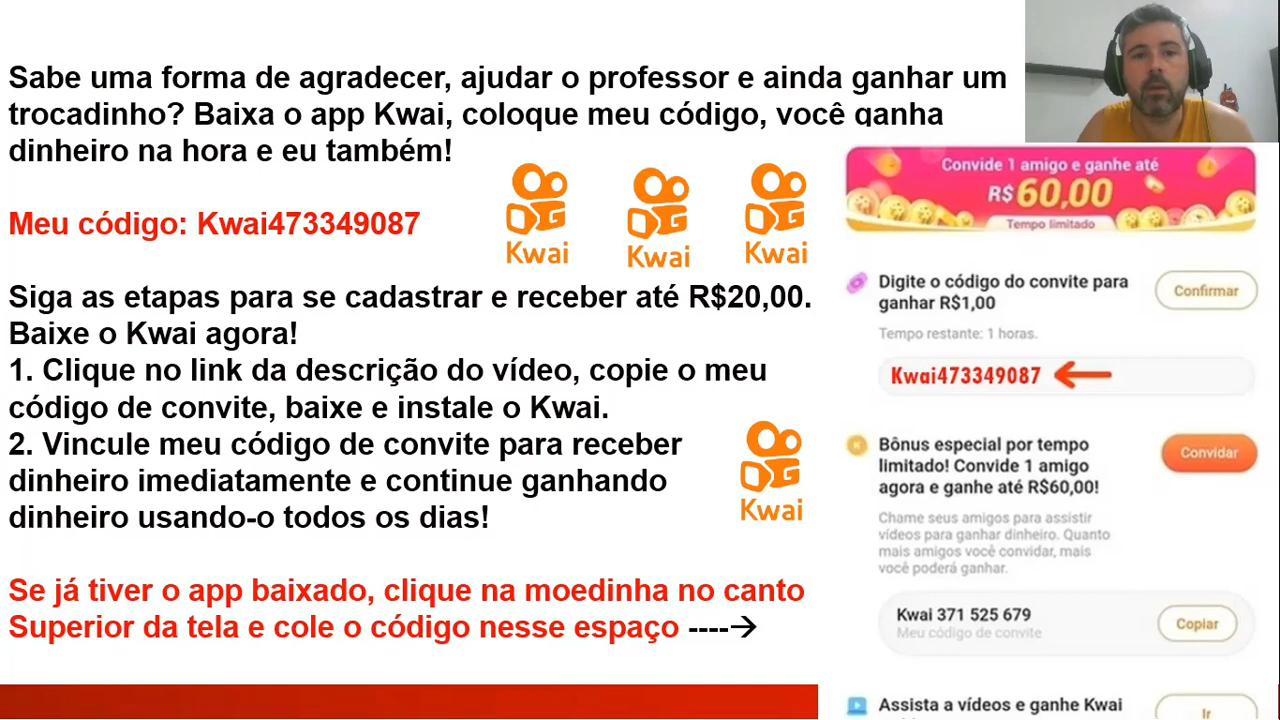 Sabe uma forma de agradecer, ajudar o professor e ainda ganhar um
trocadinho? Baixa o app Kwai, coloque meu código, você ganha
dinheiro na hora e eu também!
Meu código: Kwai473349087
Kwai
Kwai
Kwai
Siga as etapas para se cadastrar e receber até R$20,00.
Baixe o Kwai agora!
1. Clique no link da descrição do vídeo, copie o meu
código de convite, baixe e instale o Kwai.
2. Vincule meu código de convite para receber
dinheiro imediatamente e continue ganhando
dinheiro usando-o todos os dias!
Kwai
Se já tiver o app baixado, clique na moedinha no canto
Superior da tela e cole o código nesse espaço ----→
Convide 1 amigo e ganhe até
R$60,00
Tempo limitado
Digite o código do convite para
ganhar R$1,00
Confirmar
Tempo restante: 1 horas.
Kwai473349087
Bônus especial por tempo
limitado! Convide 1 amigo
agora e ganhe até R$60,00!
Convidar
Chame seus amigos para assistir
vídeos para ganhar dinheiro. Quanto
mais amigos você convidar, mais
você poderá ganhar.
Kwai 371 525 679
Meu código de convite
Copiar
Assista a vídeos e ganhe Kwai
Ir